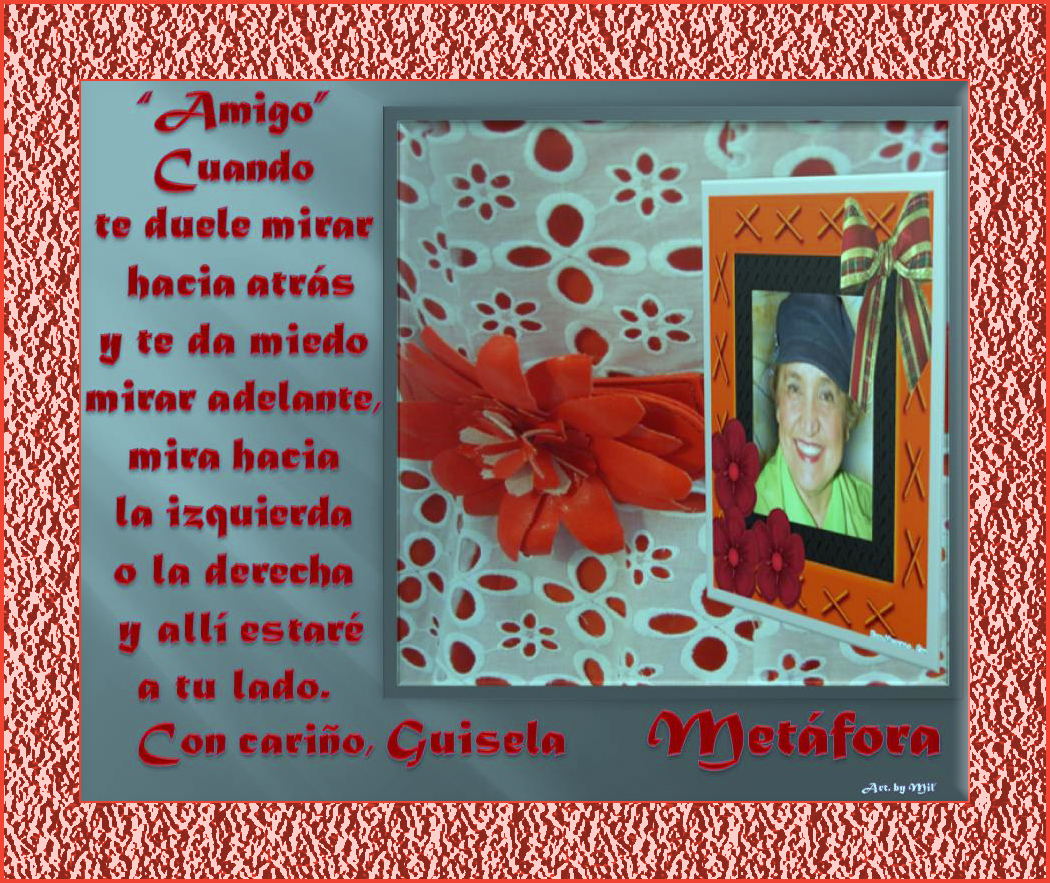 "Amigo"
Cuando
te duele mirar
hacia atrás
y te da miedo
mirar adelante,
mira hacia
la izquierda
o la derecha
y allí estaré
a tu lado.
Con cariño, Guisela
Metáfora
Art. by Mil